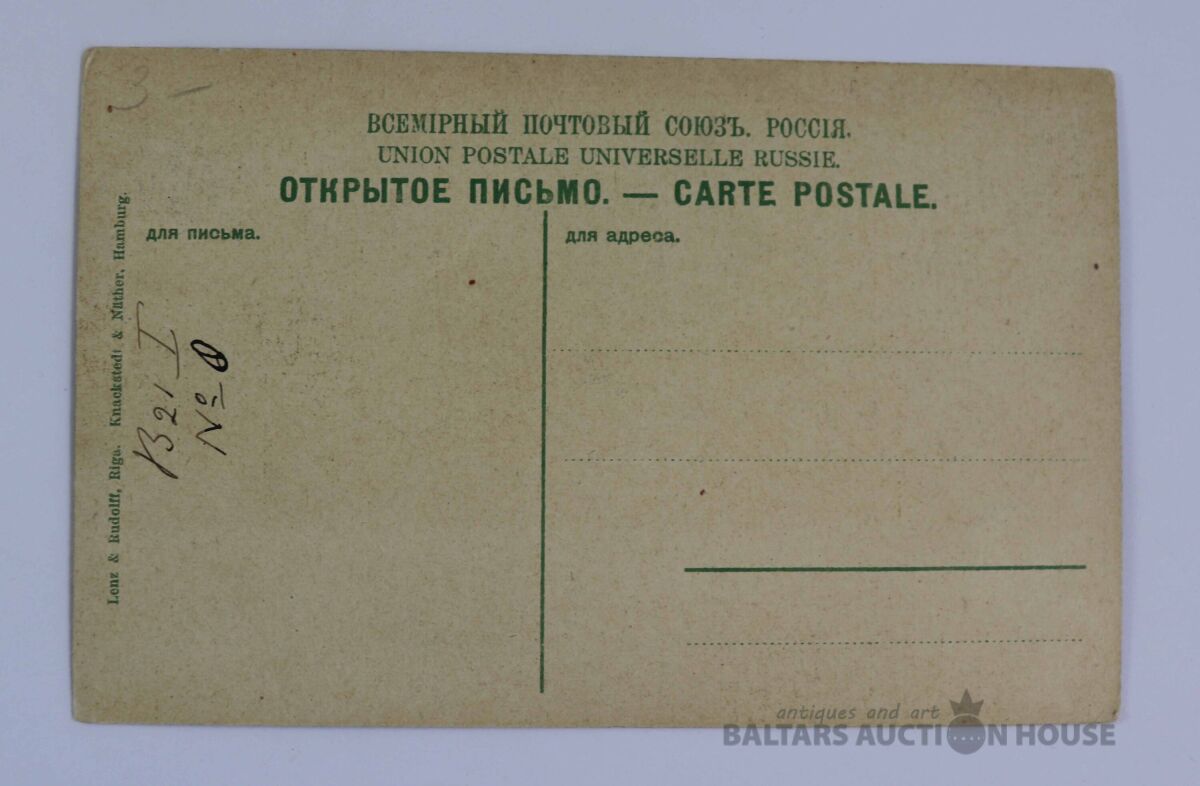 3 –
ВСЕМІРНЫЙ ПОЧТОВЫЙ СОЮЗЪ. РОССІЯ.
UNION POSTALE UNIVERSELLE RUSSIE.
ОТКРЫТОЕ ПИСЬМО. — CARTE POSTALE.
для письма.
для адреса.
Lenz & Rudolff, Riga. Knackstedt & Näther, Hamburg.
B21 I
№ 0
antiques and art
BALTARS AUCTION HOUSE